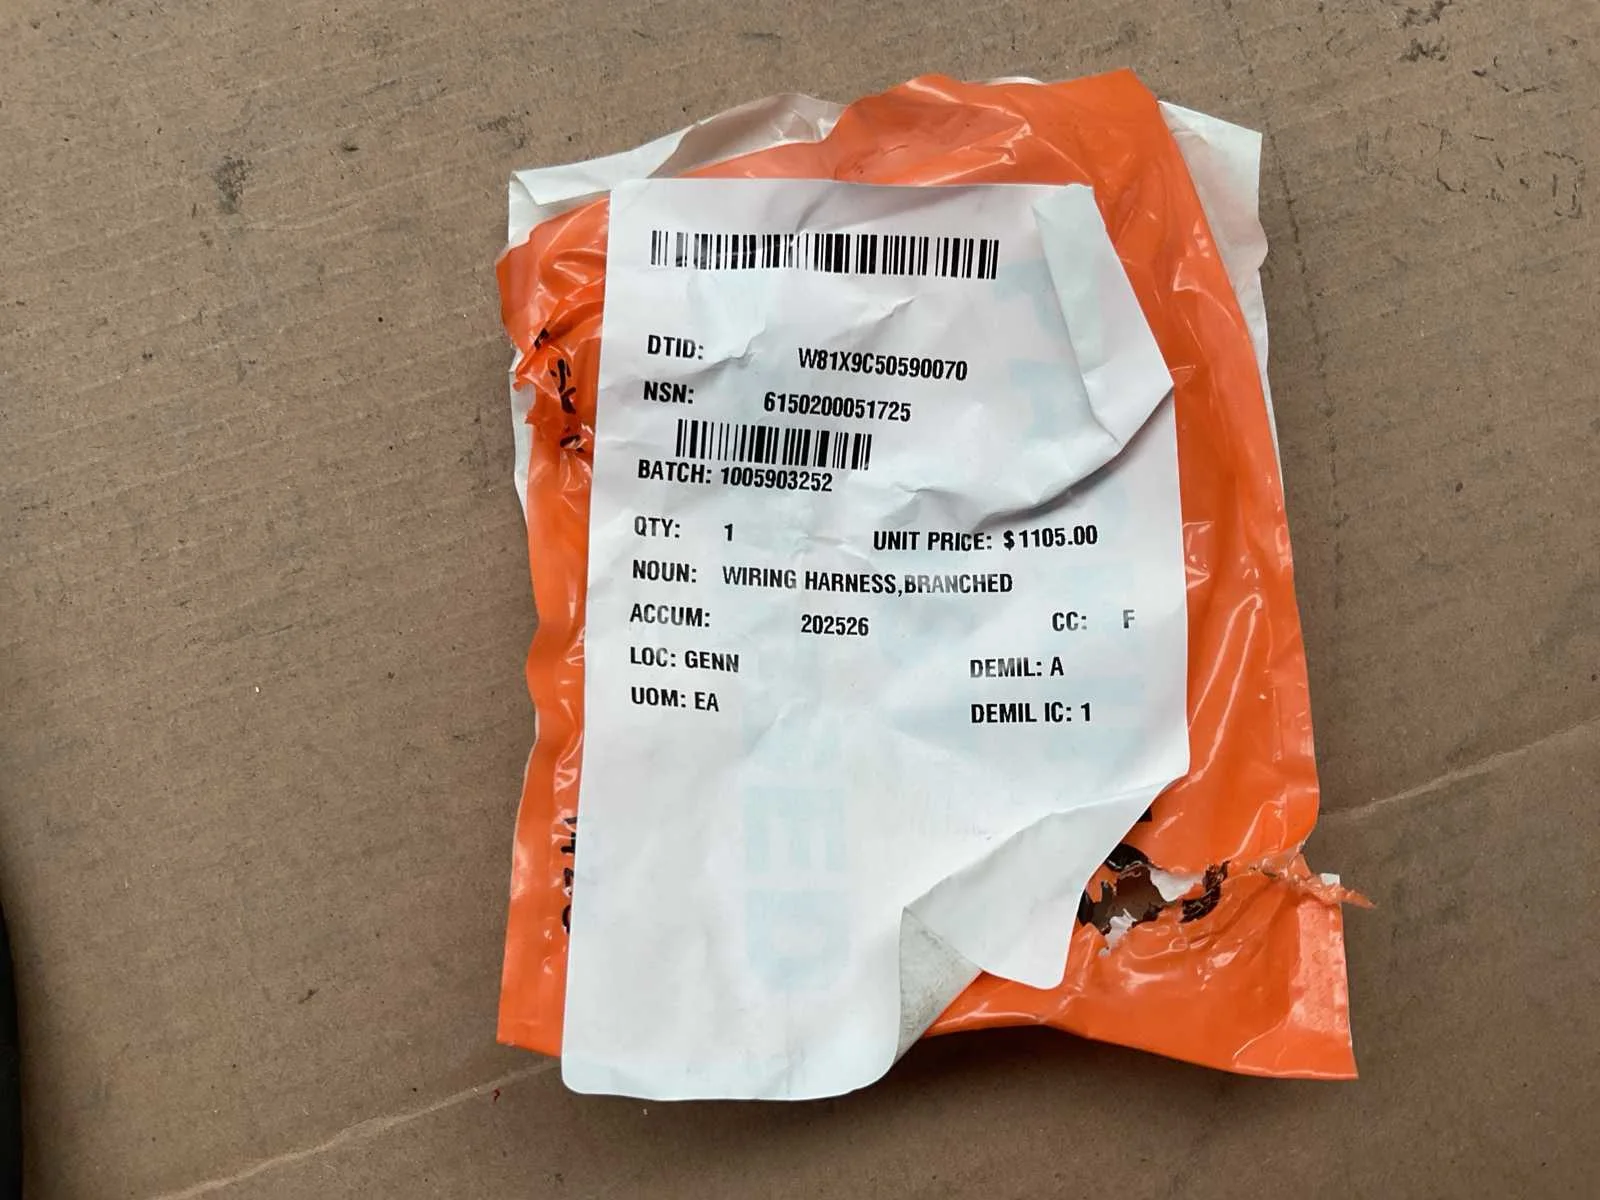 DTID: W81X9C50590070
NSN: 6150200051725
BATCH: 1005903252
QTY: 1 UNIT PRICE: $1105.00
NOUN: WIRING HARNESS,BRANCHED
ACCUM: 202526 CC: F
LOC: GENN DEMIL: A
UOM: EA DEMIL IC: 1